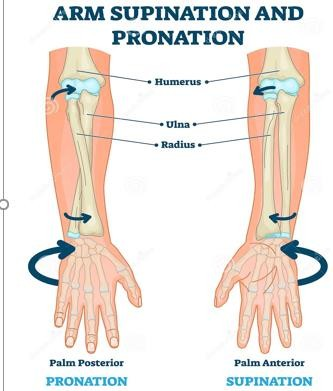 ARM SUPINATION AND
PRONATION
Humerus
Ulna
Radius
Palm Posterior
PRONATION
Palm Anterior
SUPINATION